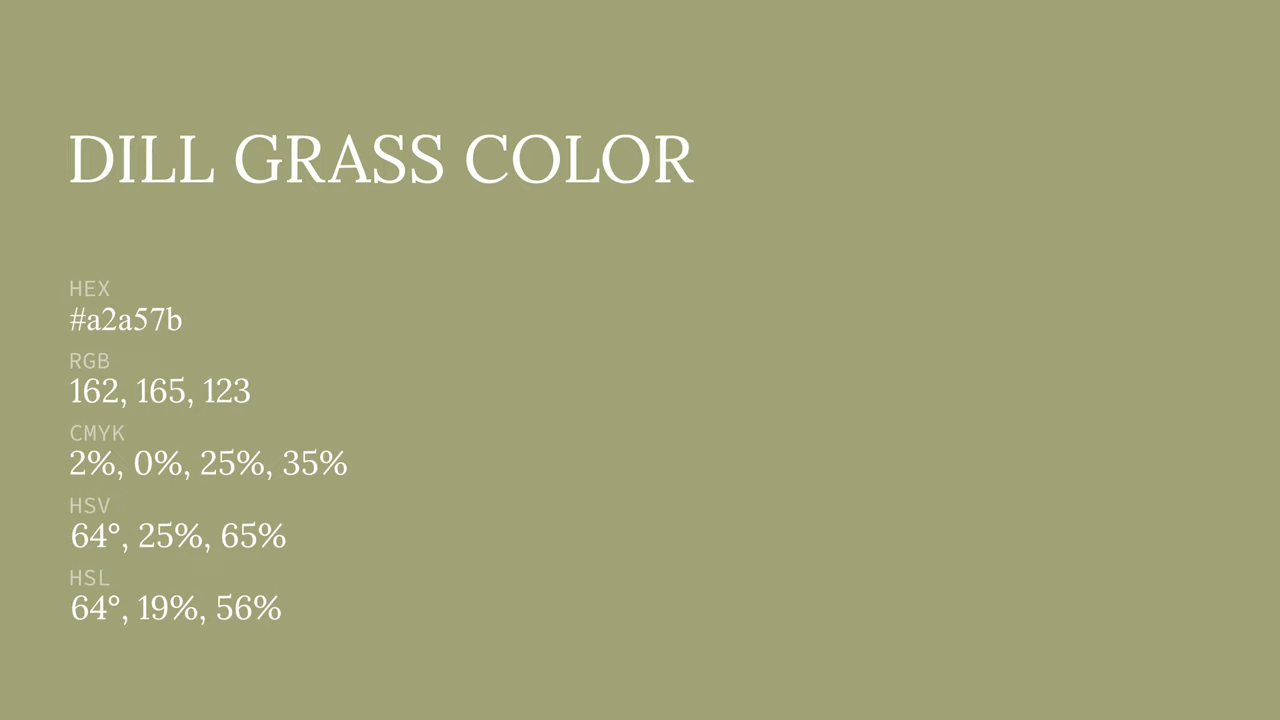 DILL GRASS COLOR
HEX
#a2a57b
RGB
162, 165, 123
CMYK
2%, 0%, 25%, 35%
HSV
64°, 25%, 65%
HSL
64°, 19%, 56%